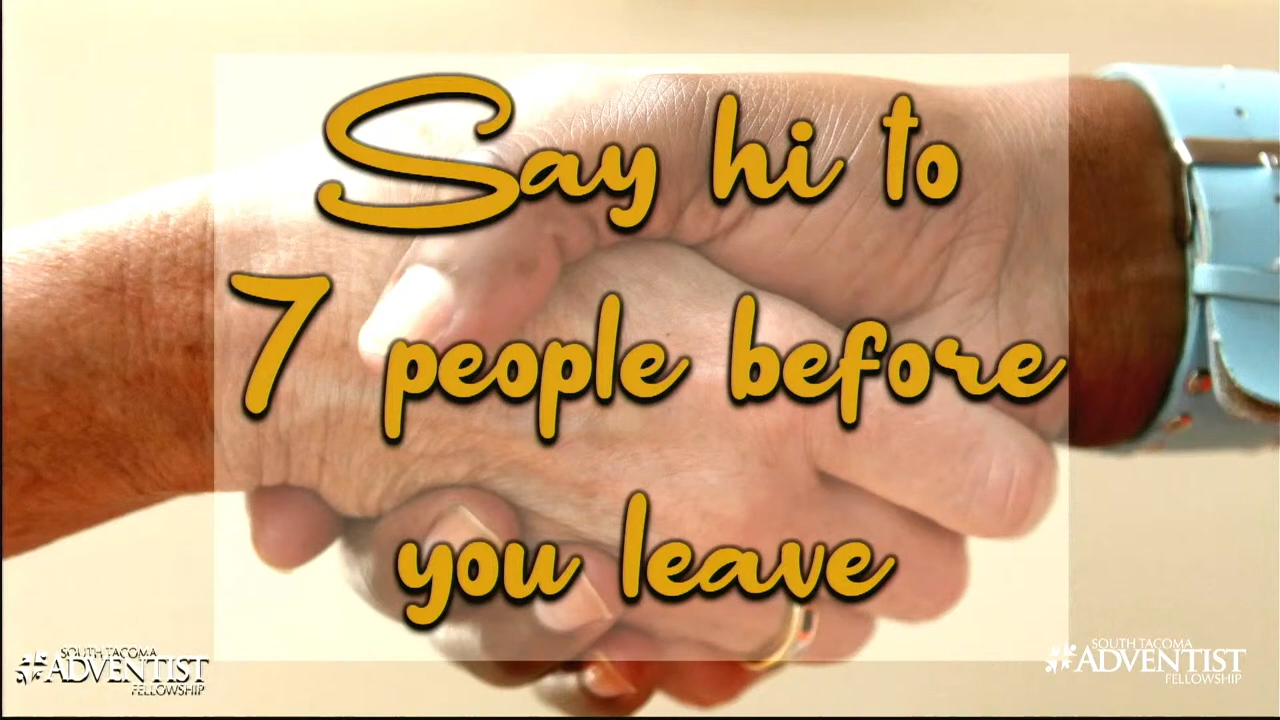 Say hi to
7 people before
you leave
SOUTH TACOMA
ADVENTIST
FELLOWSHIP
SOUTH TACOMA
ADVENTIST
FELLOWSHIP